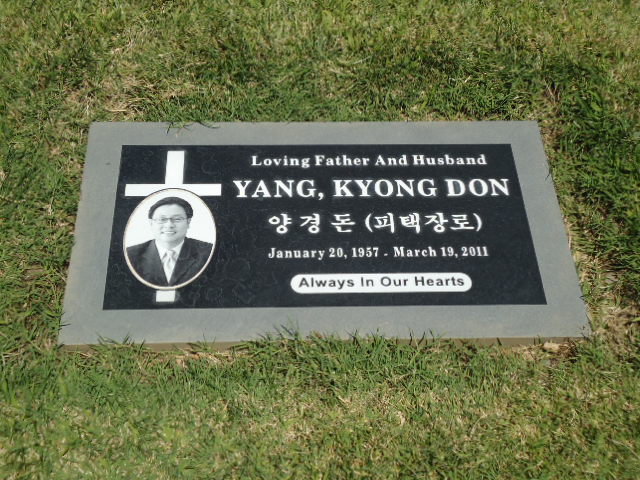 Loving Father And Husband
YANG, KYONG DON
양경돈 (피택장로)
January 20, 1957 - March 19, 2011
Always In Our Hearts